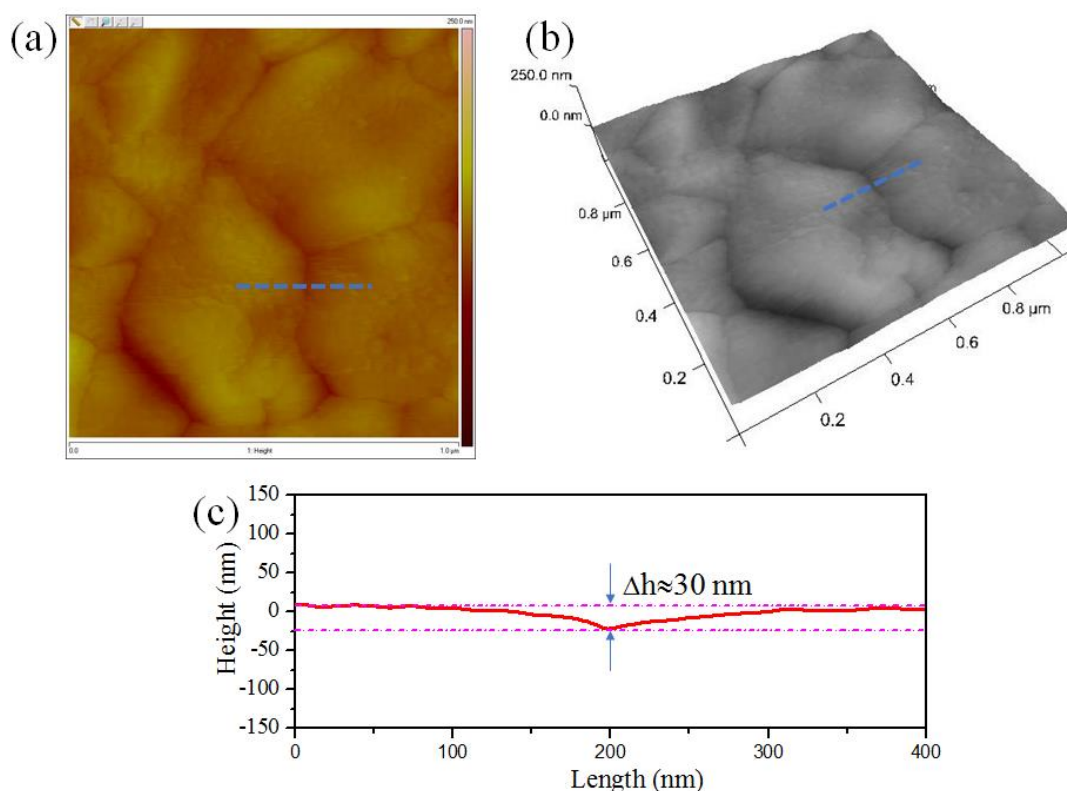 (a)
250.0 nm
0.0
1: Height
1.0 µm
(b)
250.0 nm
0.0 nm
0.8 µm
0.6
0.4
0.2
0.2
0.4
0.6
0.8 µm
(c)
150
100
50
0
-50
-100
-150
Height (nm)
Δh≈30 nm
0
100
200
300
400
Length (nm)